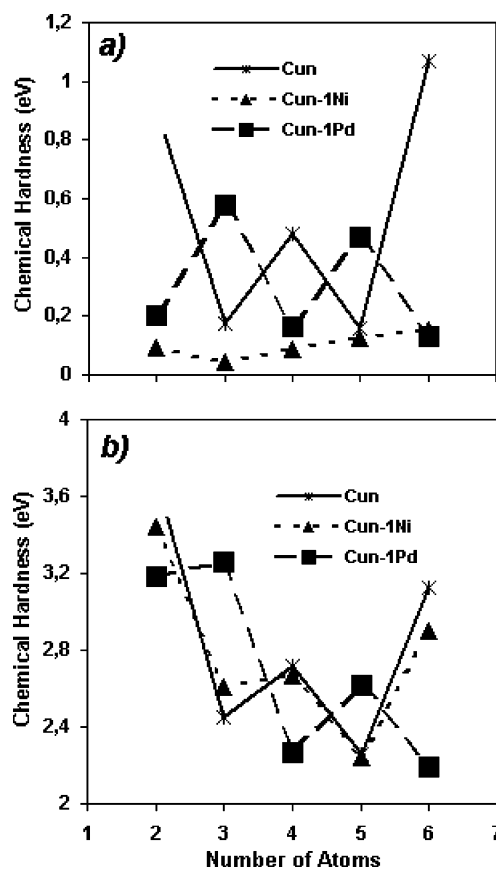 a)
Chemical Hardness (eV)
1,2
1
0,8
0,6
0,4
0,2
0
Cun
Cun-1Ni
Cun-1Pd
b)
Chemical Hardness (eV)
4
3,6
3,2
2,8
2,4
2
Cun
Cun-1Ni
Cun-1Pd
1 2 3 4 5 6 7
Number of Atoms